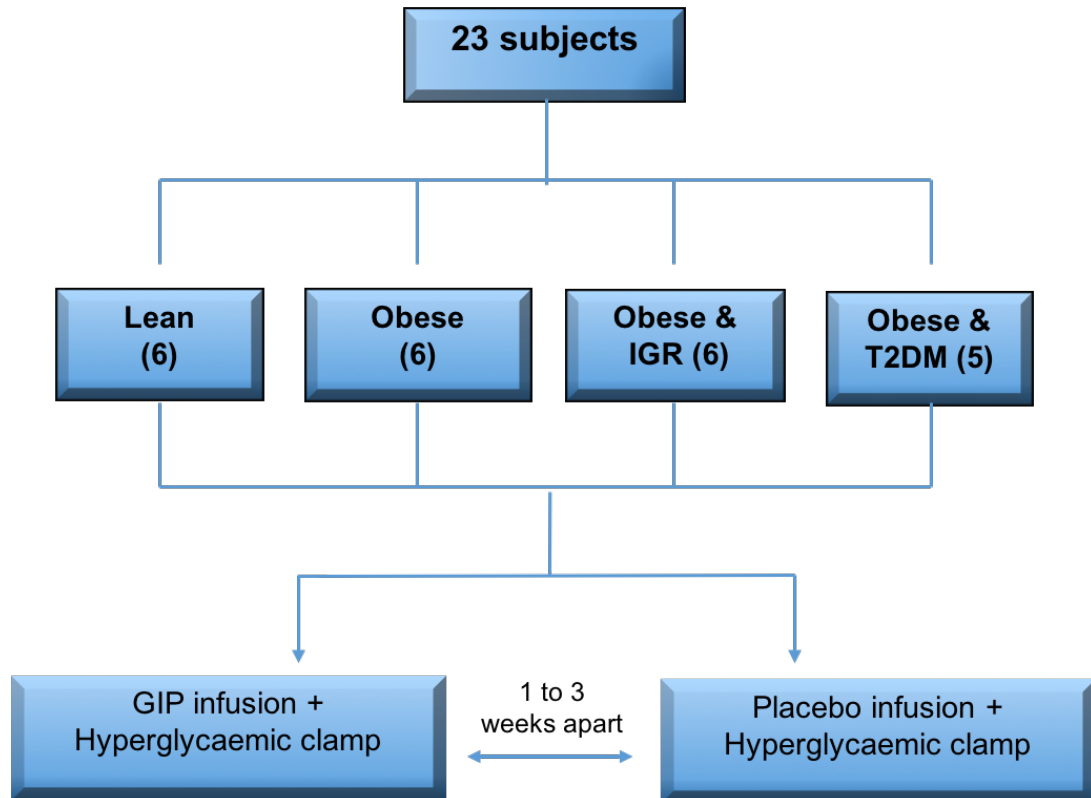 23 subjects
Lean
(6)
Obese
(6)
Obese &
IGR (6)
Obese &
T2DM (5)
GIP infusion +
Hyperglycaemic clamp
1 to 3
weeks apart
Placebo infusion +
Hyperglycaemic clamp